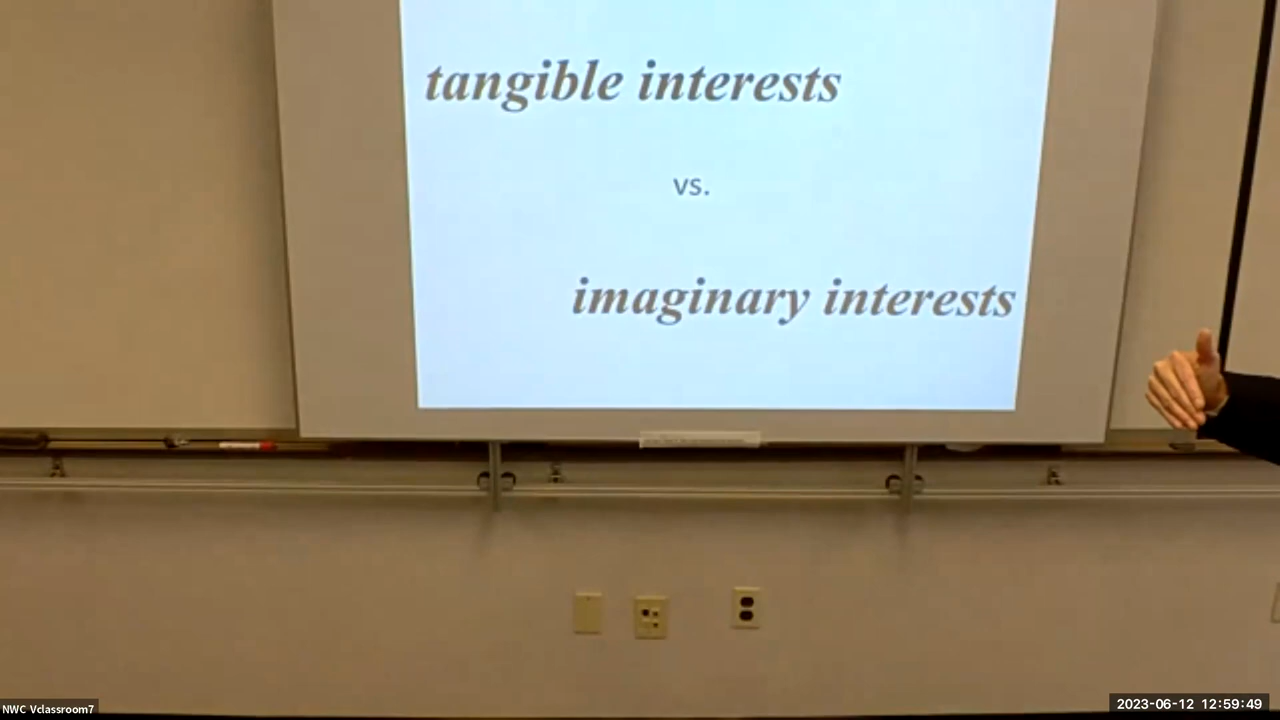 tangible interests
vs.
imaginary interests
NWC Vclassroom7
2023-06-12 12:59:49